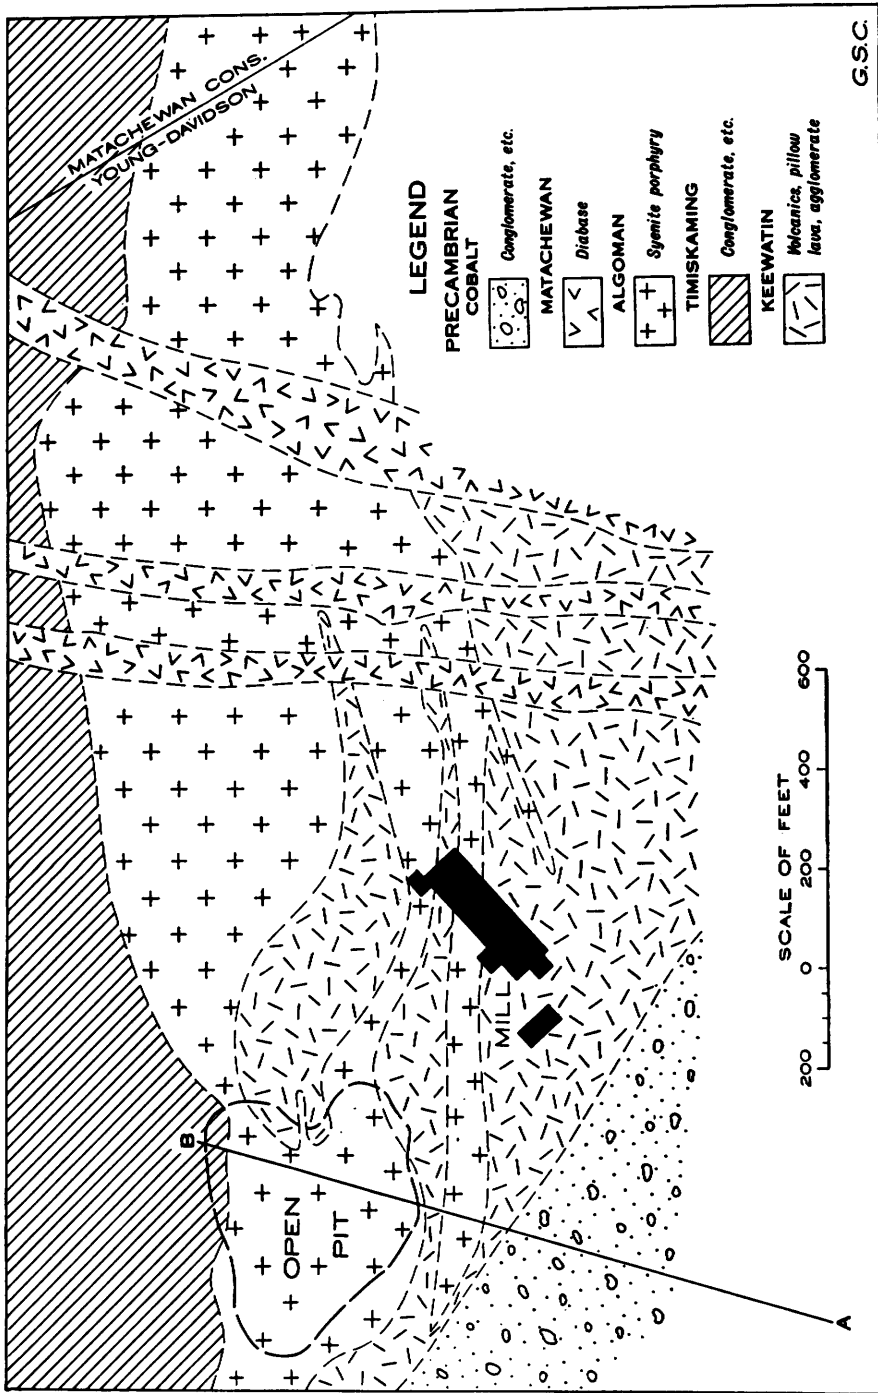 MATACHEWAN CONS.
YOUNG-DAVIDSON
B
OPEN
PIT
MILL
A
LEGEND
PRECAMBRIAN
COBALT
Conglomerate, etc.
MATACHEWAN
Diabase
ALGOMAN
Syenite porphyry
TIMISKAMING
Conglomerate, etc.
KEEWATIN
Volcanics, pillow
lava, agglomerate
200 0 200 400 600
SCALE OF FEET
G.S.C.